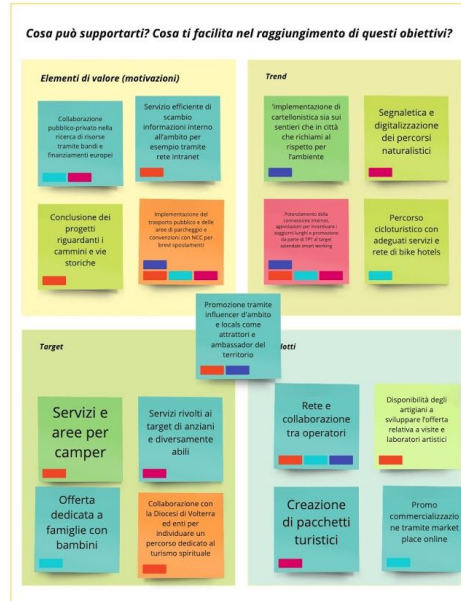 Cosa può supportarti? Cosa ti facilita nel raggiungimento di questi obiettivi?
Elementi di valore (motivazioni)
Collaborazione
pubblico-privato nella
ricerca di risorse
tramite bandi e
finanziamenti europei
Servizio efficiente di
scambio
informazioni interno
all'ambito per
esempio tramite
rete intranet
Conclusione dei
progetti
riguardanti i
cammini e vie
storiche
Implementazione del
trasporto pubblico e delle
aree di parcheggio e
convenzioni con NCC per
brevi spostamenti
Trend
'implementazione di
cartellonistica sia sui
sentieri che in città
che richiami al
rispetto per
l'ambiente
Segnaletica e
digitalizzazione
dei percorsi
naturalistici
Potenziamento della
connessione internet,
agevolazioni per incentivare i
soggiorni lunghi e promozione
da parte di TPT al target
aziendale smart working
Percorso
cicloturistico con
adeguati servizi e
rete di bike hotels
Promozione tramite
influencer d'ambito
e locals come
attrattori e
ambassador del
territorio
Target
Servizi e
aree per
camper
Servizi rivolti ai
target di anziani e
diversamente
abili
Offerta
dedicata a
famiglie con
bambini
Collaborazione con
la Diocesi di Volterra
ed enti per
individuare un
percorso dedicato al
turismo spirituale
lotti
Rete e
collaborazione
tra operatori
Disponibilità degli
artigiani a
sviluppare l'offerta
relativa a visite e
laboratori artistici
Creazione
di pacchetti
turistici
Promo
commercializzazio
ne tramite market
place online